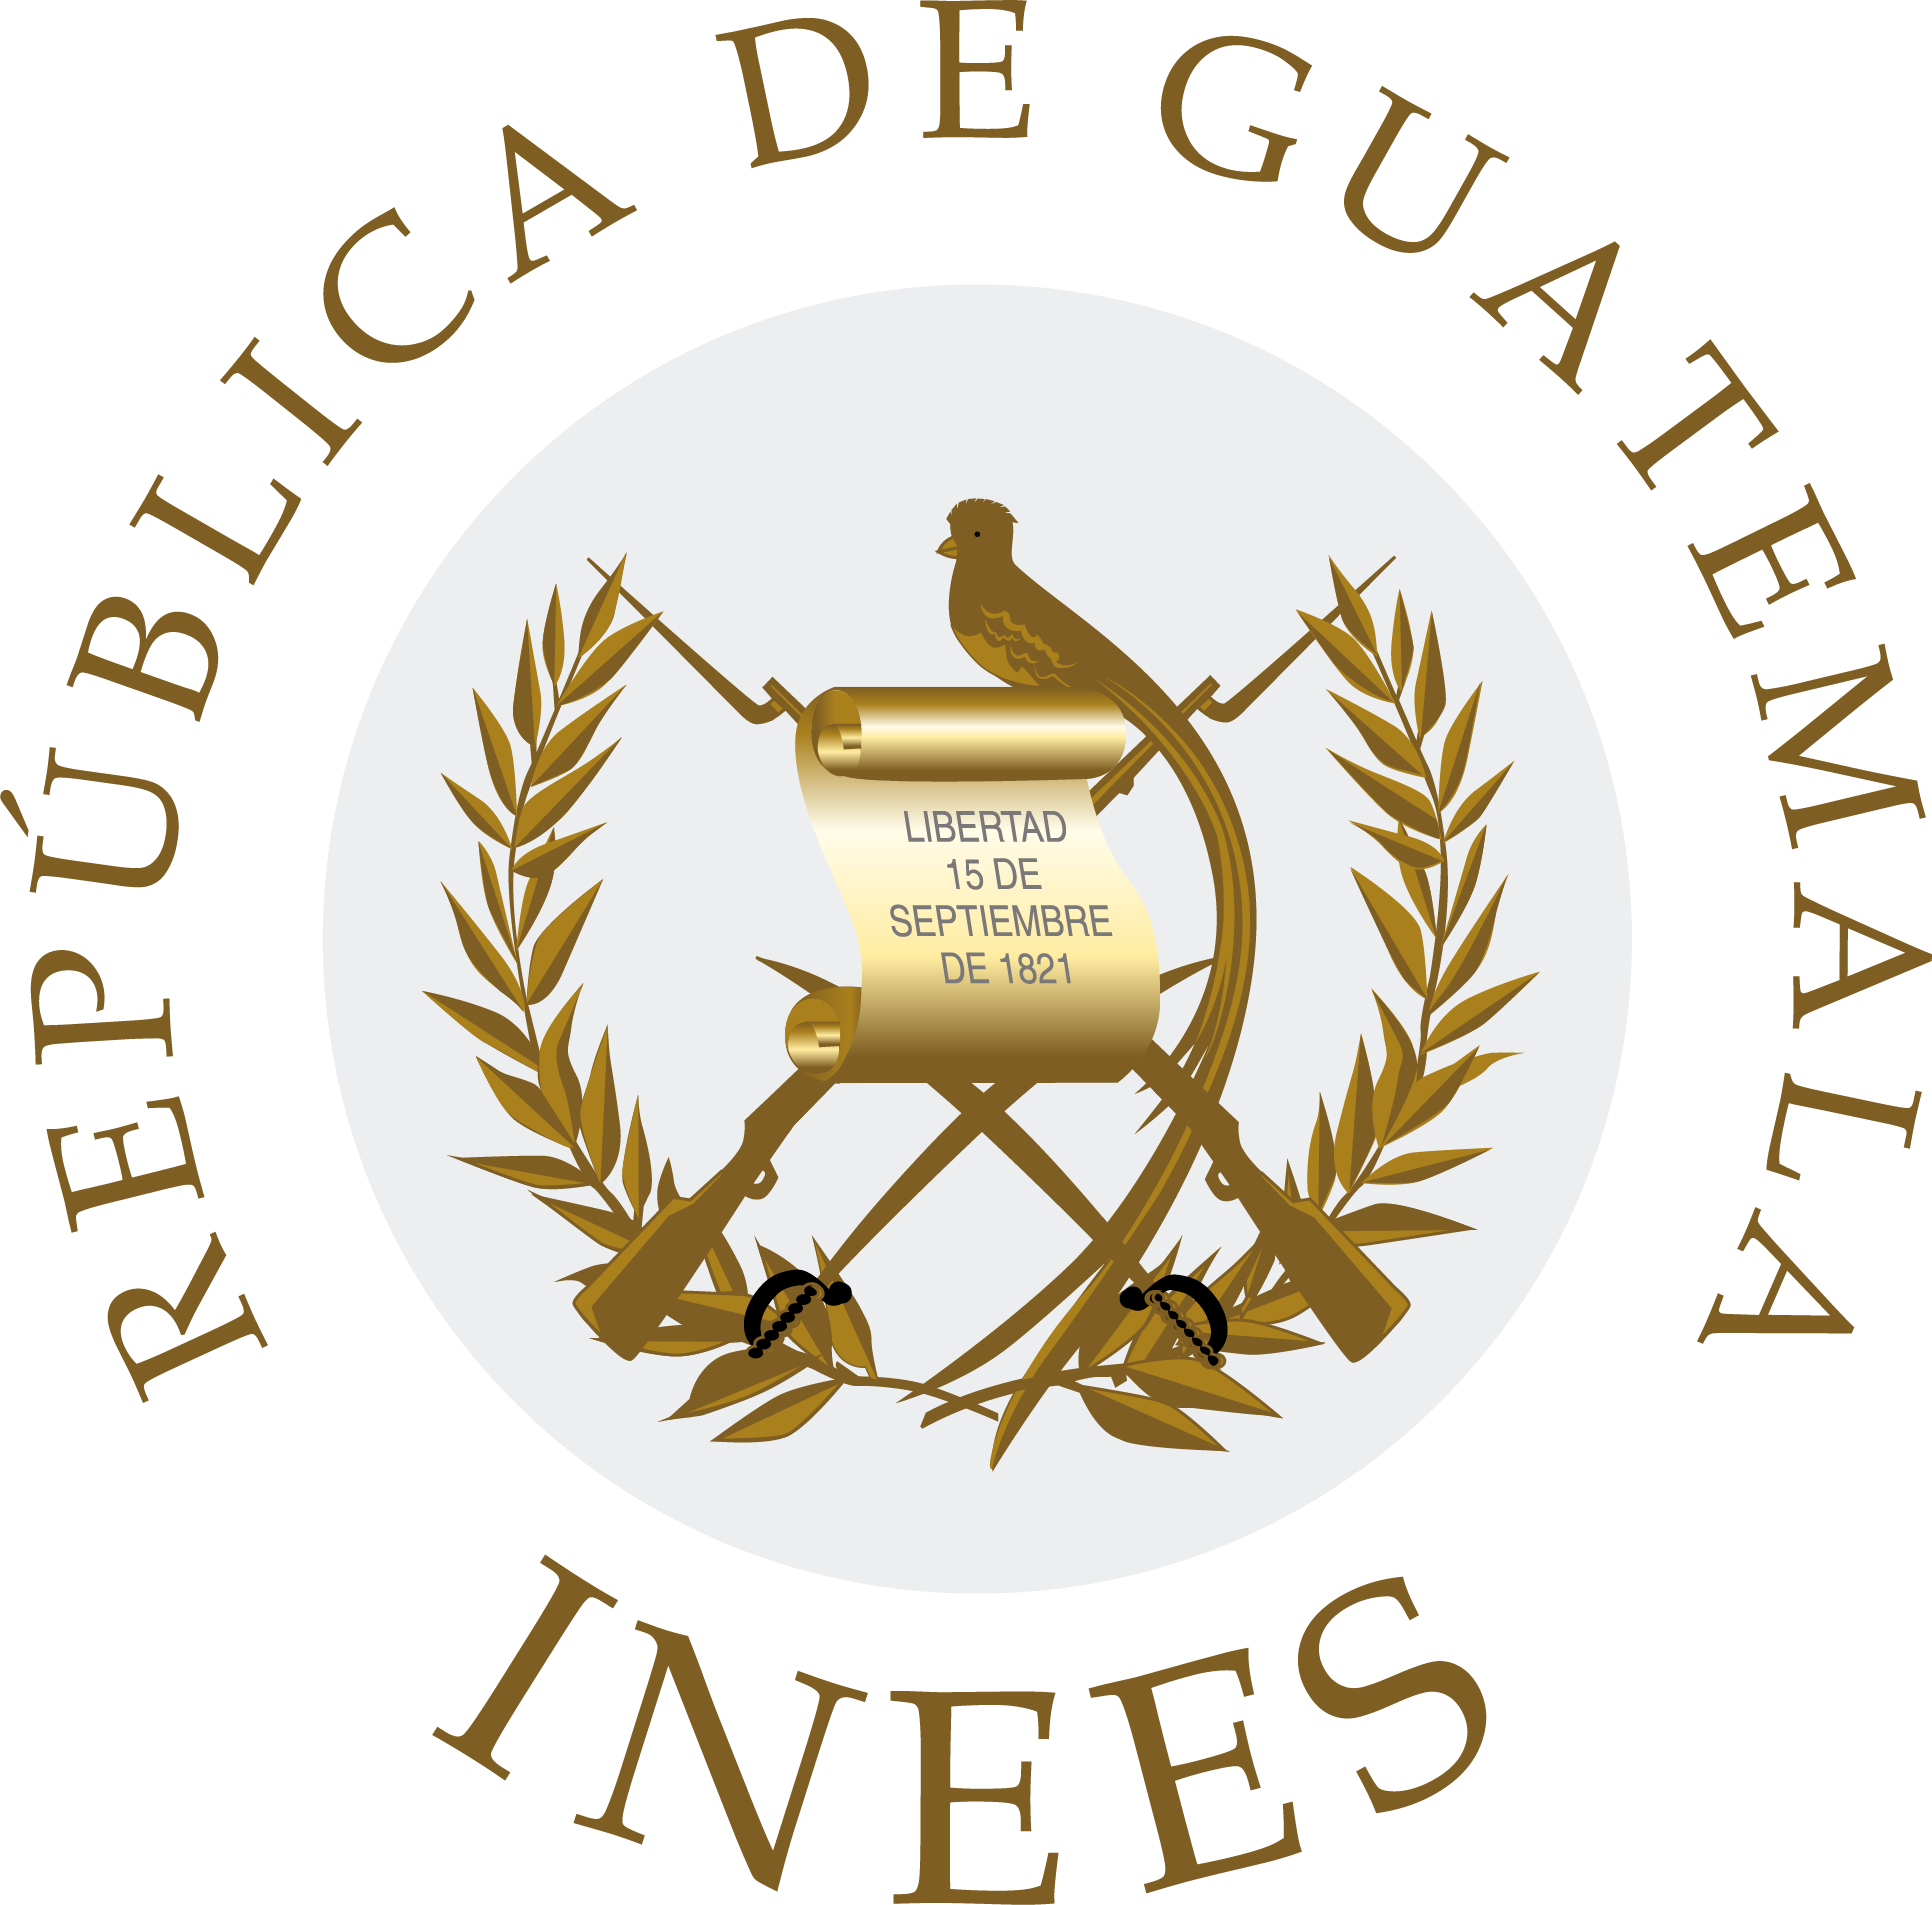 REPÚBLICA DE GUATEMALA
LIBERTAD
15 DE
SEPTIEMBRE
DE 1821
INEES